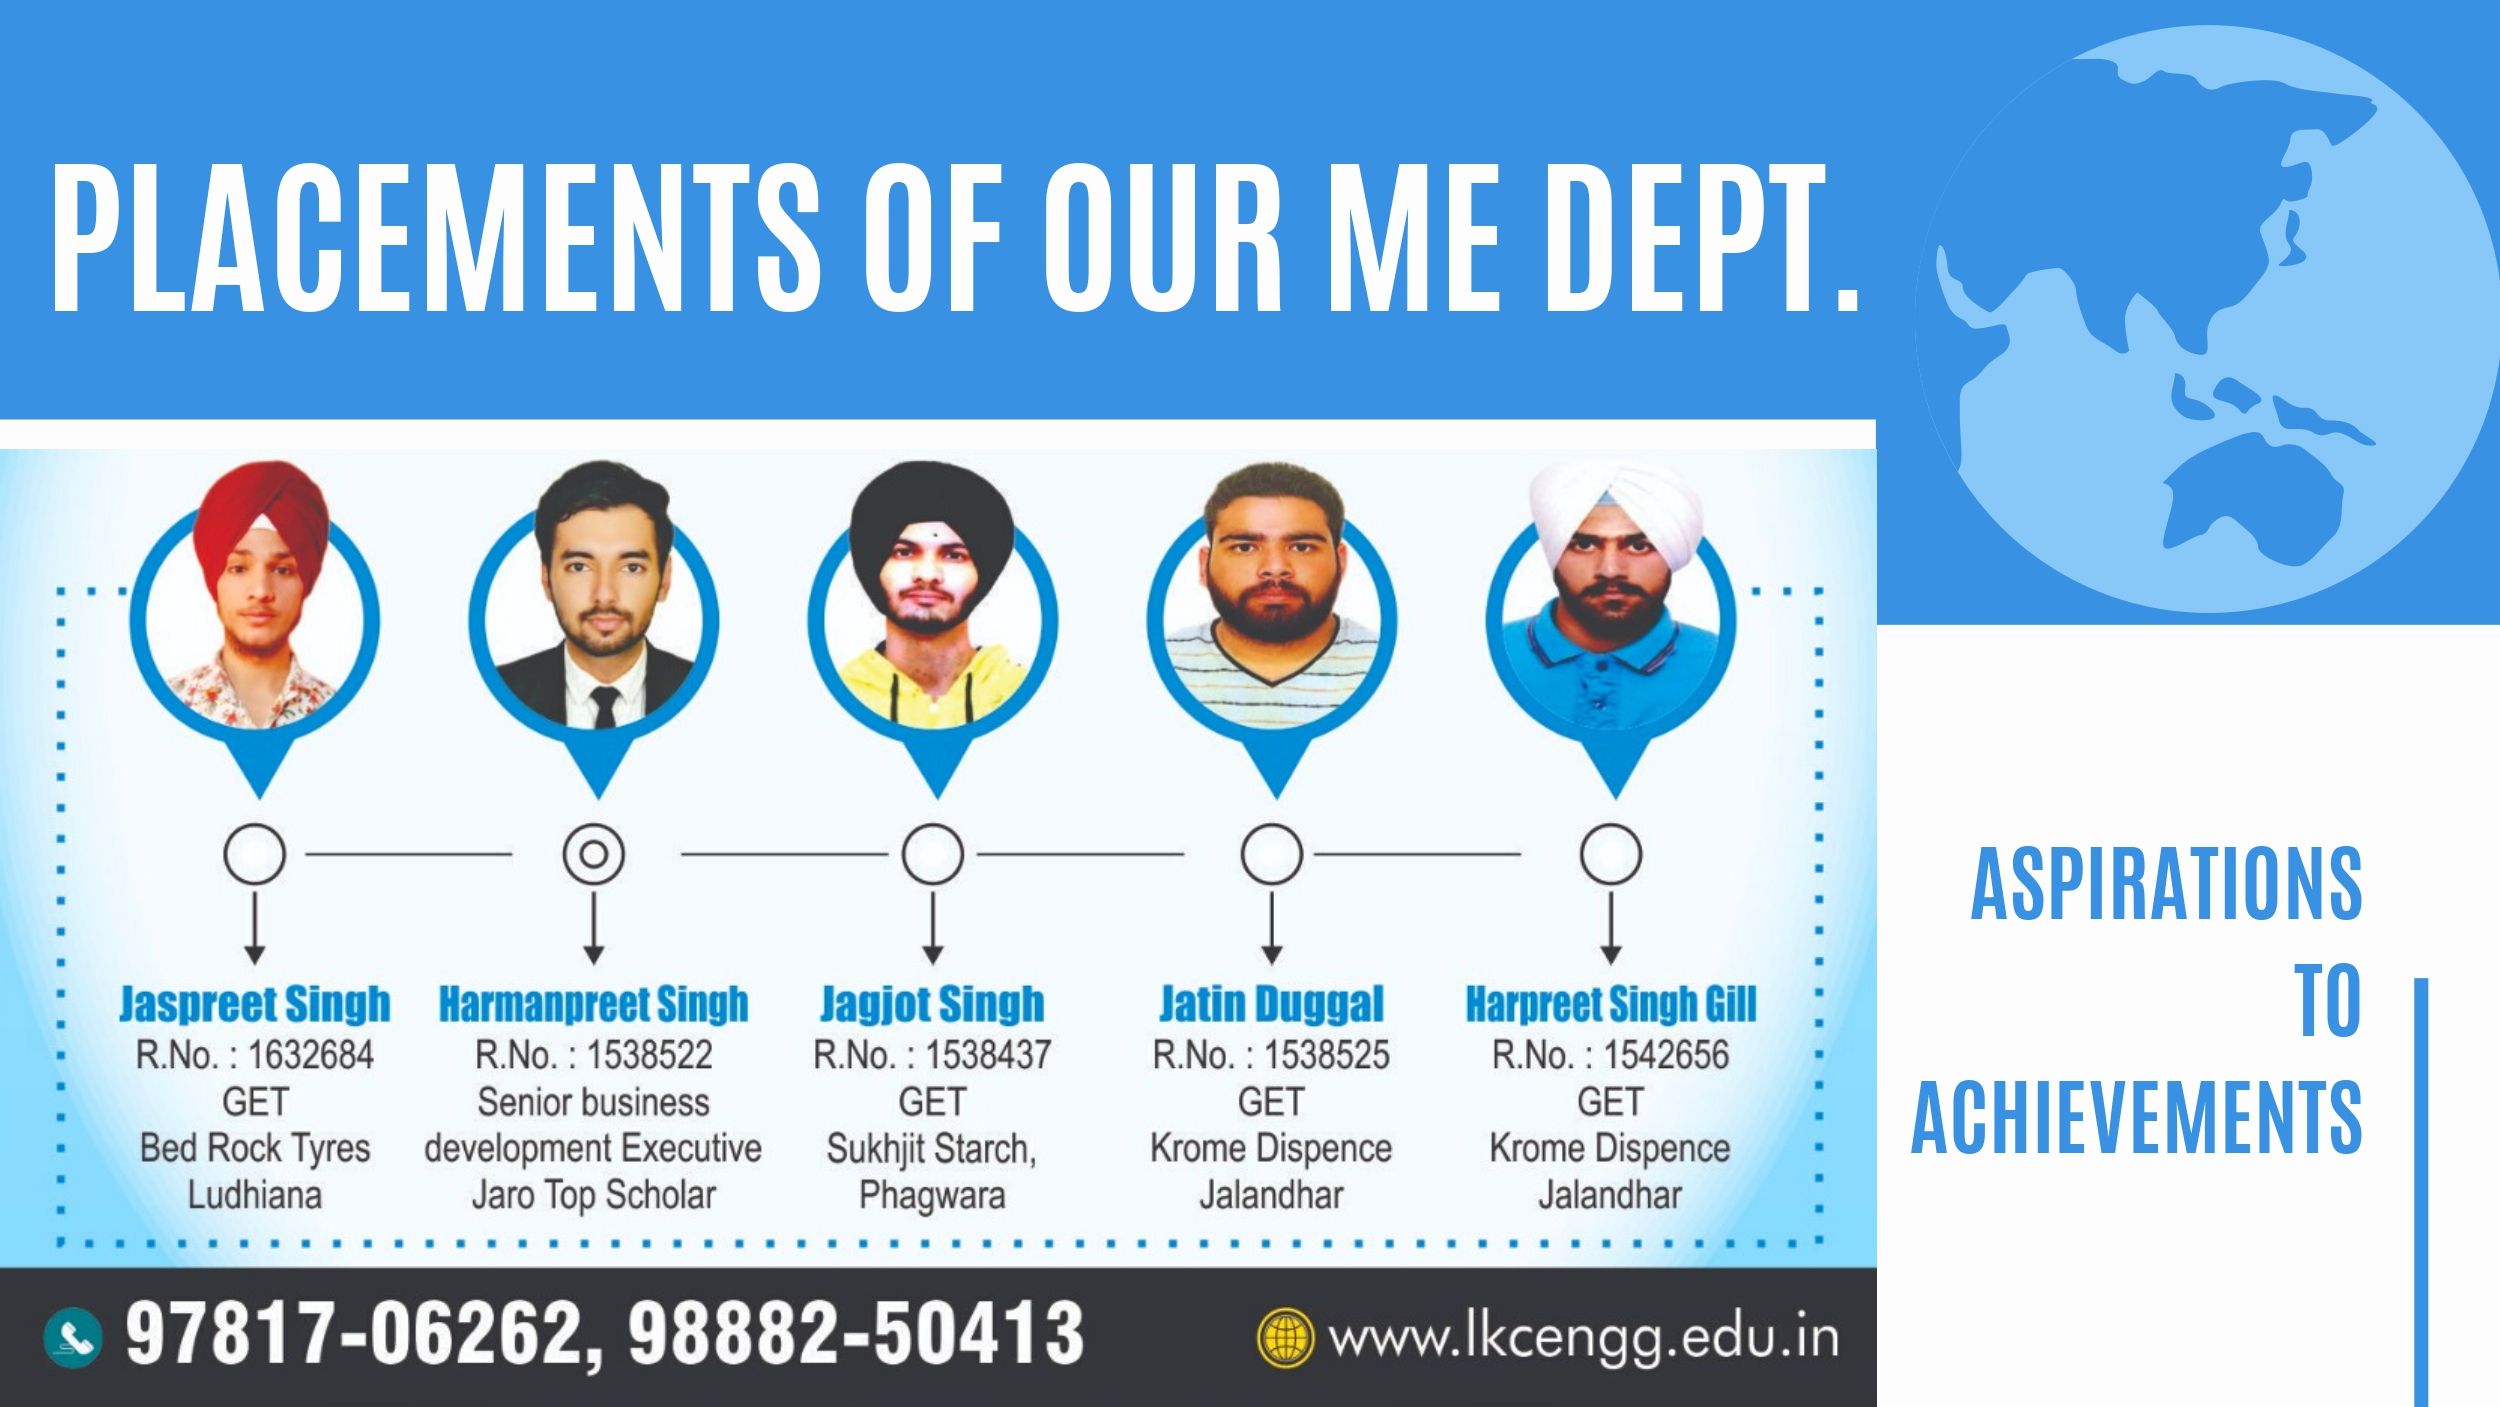 PLACEMENTS OF OUR ME DEPT.
Jaspreet Singh
R.No. : 1632684
GET
Bed Rock Tyres
Ludhiana
Harmanpreet Singh
R.No. : 1538522
Senior business
development Executive
Jaro Top Scholar
Jagjot Singh
R.No. : 1538437
GET
Sukhjit Starch,
Phagwara
Jatin Duggal
R.No. : 1538525
GET
Krome Dispence
Jalandhar
Harpreet Singh Gill
R.No. : 1542656
GET
Krome Dispence
Jalandhar
97817-06262, 98882-50413
www.lkcengg.edu.in
ASPIRATIONS
TO
ACHIEVEMENTS